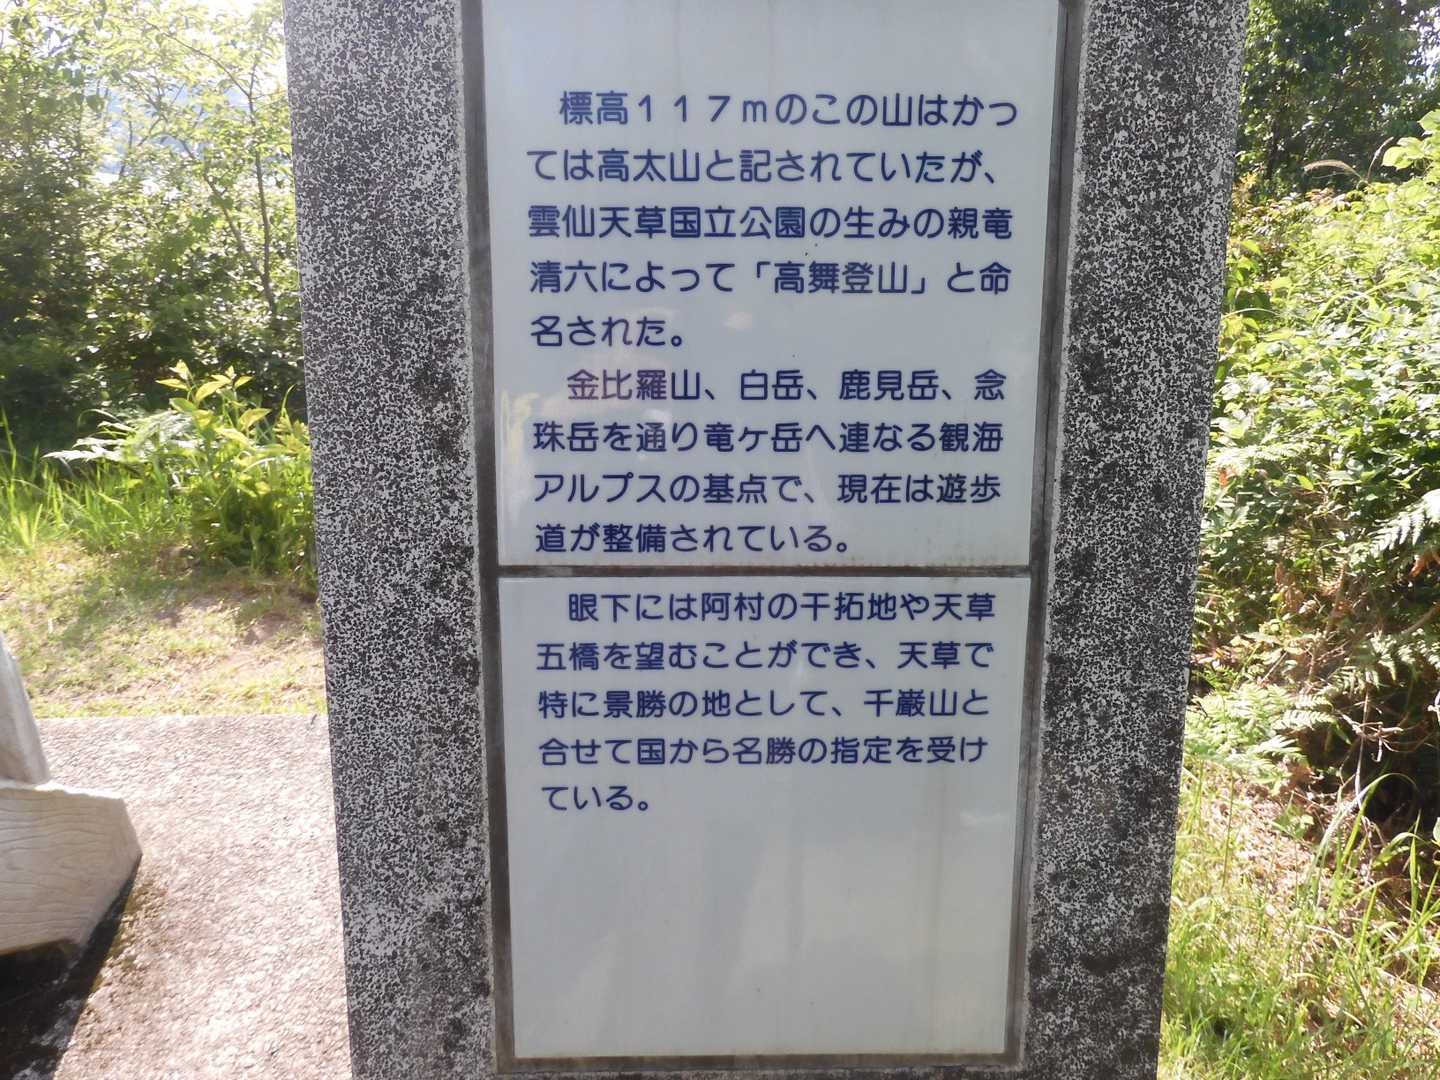 標高１１７ｍのこの山はかつ
ては高太山と記されていたが、
雲仙天草国立公園の生みの親竜
清六によって「高舞登山」と命
名された。
金比羅山、白岳、鹿見岳、念
珠岳を通り竜ヶ岳へ連なる観海
アルプスの基点で、現在は遊歩
道が整備されている。
眼下には阿村の干拓地や天草
五橋を望むことができ、天草で
特に景勝の地として、千巌山と
合せて国から名勝の指定を受け
ている。